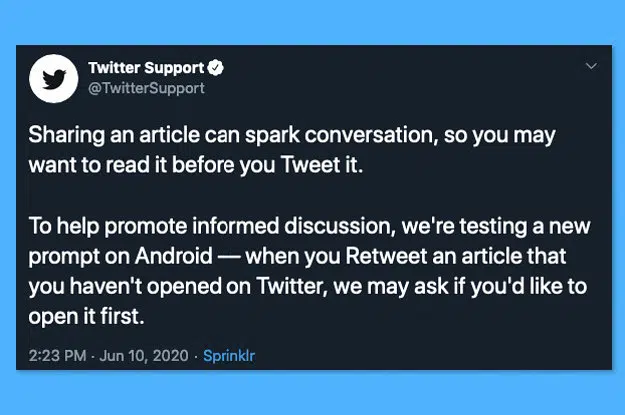 Twitter Support
@TwitterSupport
Sharing an article can spark conversation, so you may
want to read it before you Tweet it.
To help promote informed discussion, we're testing a new
prompt on Android — when you Retweet an article that
you haven't opened on Twitter, we may ask if you'd like to
open it first.
2:23 PM · Jun 10, 2020 · Sprinklr